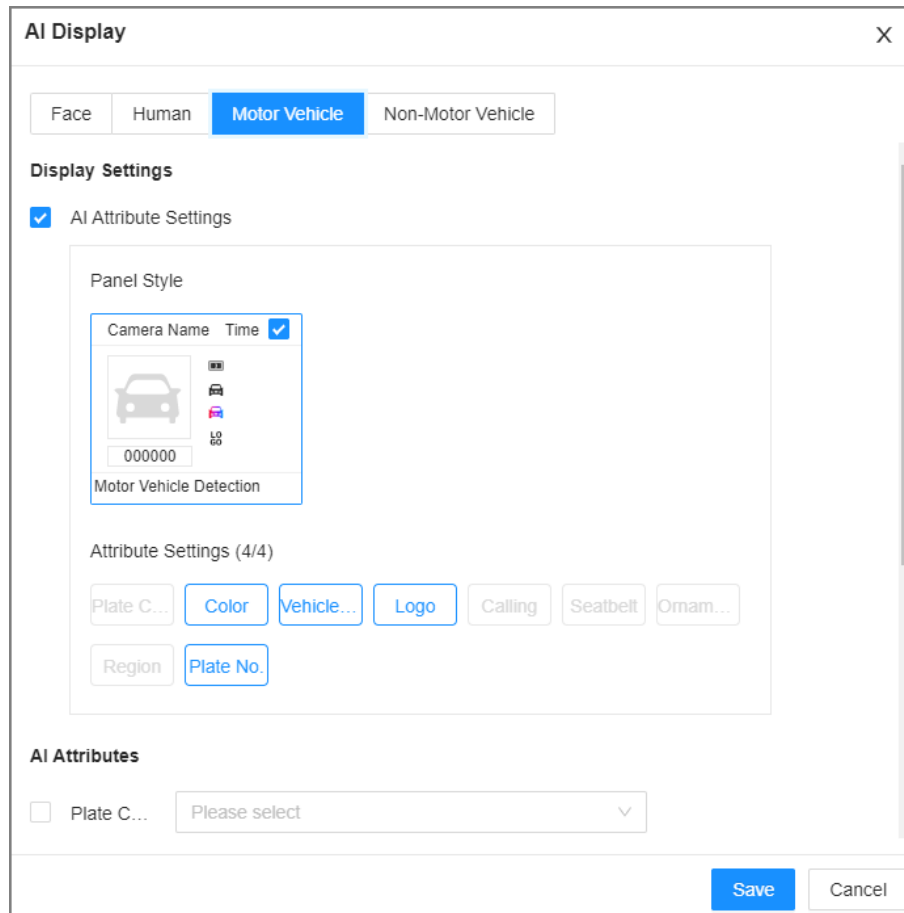 AI Display X
Face Human Motor Vehicle Non-Motor Vehicle
Display Settings
AI Attribute Settings
Panel Style
Camera Name Time
LO
GO
000000
Motor Vehicle Detection
Attribute Settings (4/4)
Plate C... Color Vehicle... Logo Calling Seatbelt Ornam...
Region Plate No.
AI Attributes
Plate C... Please select
Save Cancel